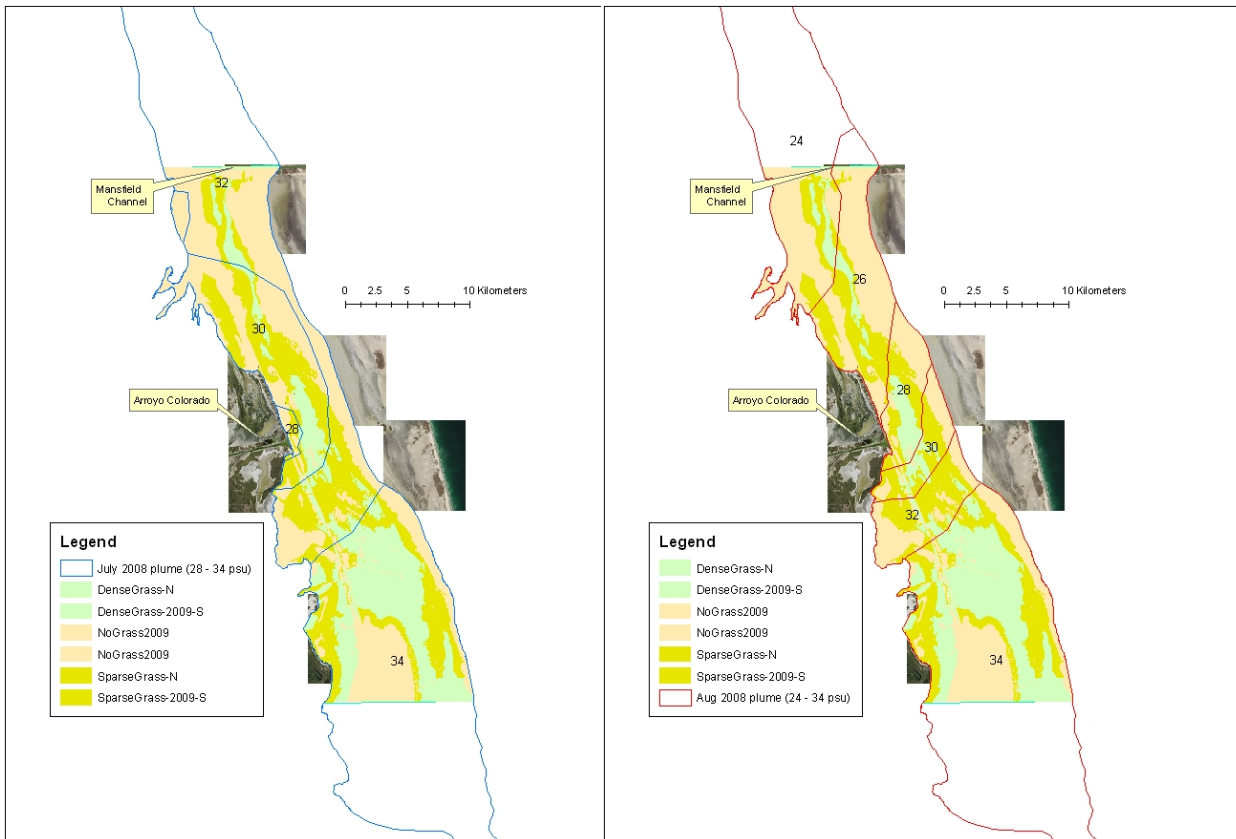 32
Mansfield
Channel
0 2.5 5 10 Kilometers
30
Arroyo Colorado
28
Legend
July 2008 plume (28 - 34 psu)
DenseGrass-N
DenseGrass-2009-S
NoGrass2009
NoGrass2009
SparseGrass-N
SparseGrass-2009-S
34
24
Mansfield
Channel
26
0 2.5 5 10 Kilometers
28
Arroyo Colorado
30
32
Legend
DenseGrass-N
DenseGrass-2009-S
NoGrass2009
NoGrass2009
SparseGrass-N
SparseGrass-2009-S
Aug 2008 plume (24 - 34 psu)
34